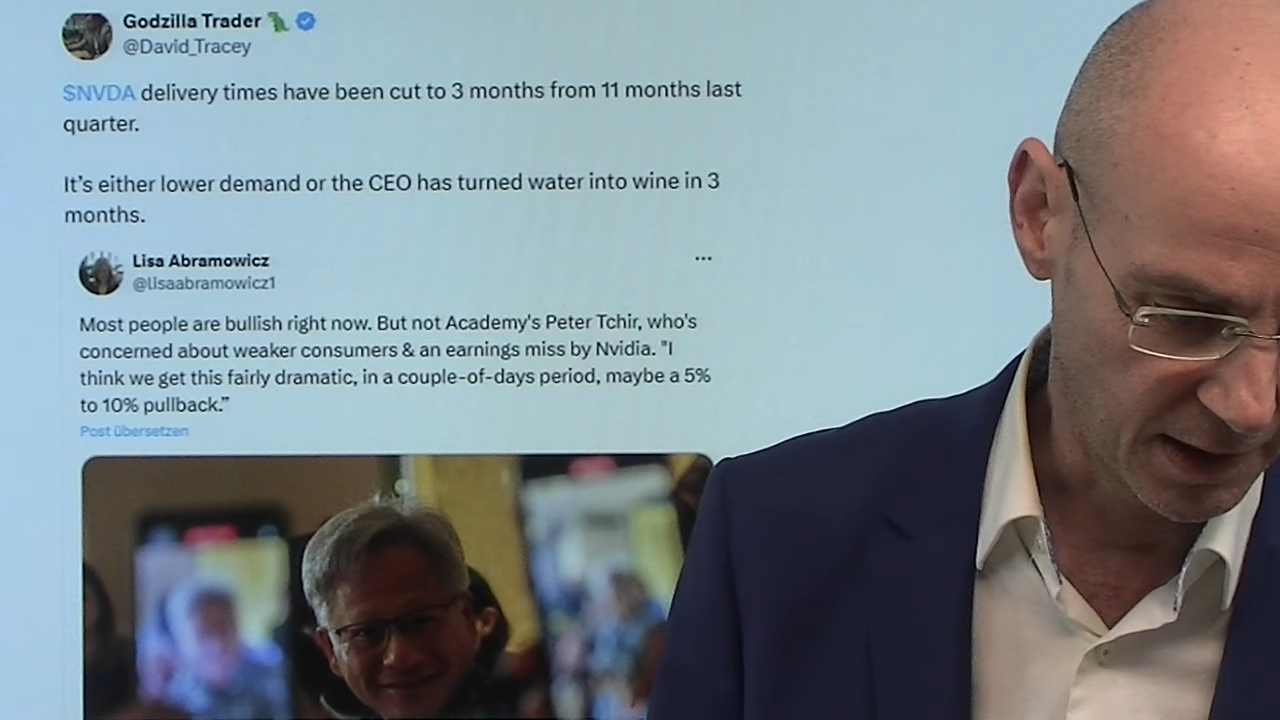 Godzilla Trader 🦖
@David_Tracey
$NVDA delivery times have been cut to 3 months from 11 months last
quarter.
It's either lower demand or the CEO has turned water into wine in 3
months.
Lisa Abramowicz
@lisaabramowicz1
Most people are bullish right now. But not Academy's Peter Tchir, who's
concerned about weaker consumers & an earnings miss by Nvidia. "I
think we get this fairly dramatic, in a couple-of-days period, maybe a 5%
to 10% pullback.”
Post übersetzen